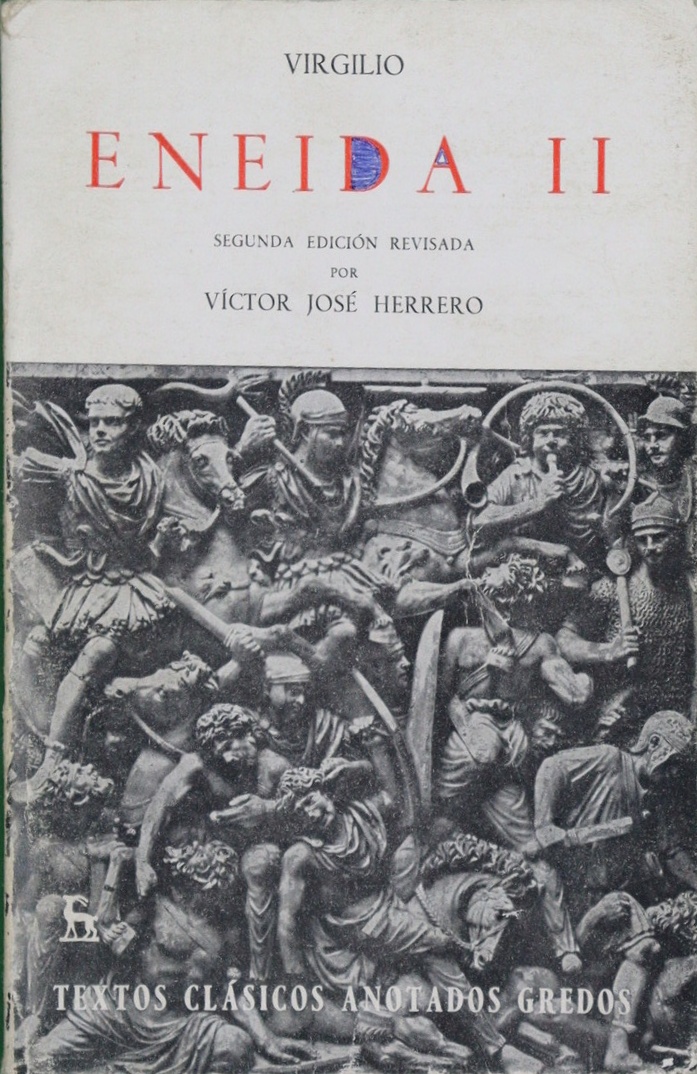 VIRGILIO
ENEIDA II
SEGUNDA EDICIÓN REVISADA
POR
VÍCTOR JOSÉ HERRERO
TEXTOS CLÁSICOS ANOTADOS GREDOS